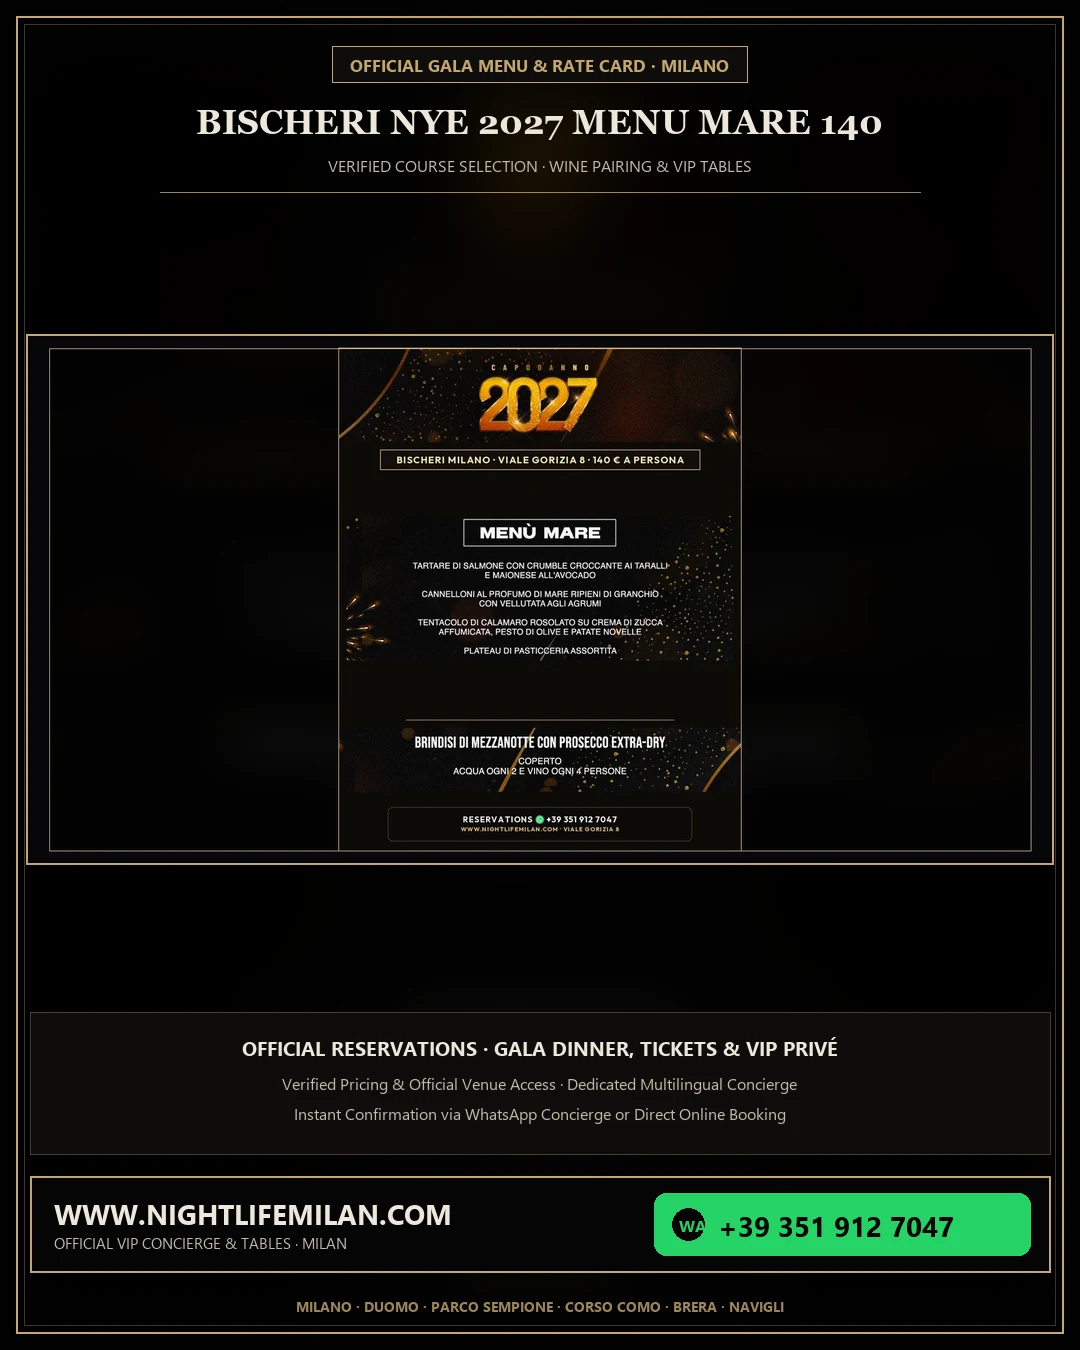 OFFICIAL GALA MENU & RATE CARD · MILANO
BISCHERI NYE 2027 MENU MARE 140
VERIFIED COURSE SELECTION · WINE PAIRING & VIP TABLES
CAPODANNO
2027
BISCHERI MILANO · VIALE GORIZIA 8 · 140 € A PERSONA
MENÙ MARE
TARTARE DI SALMONE CON CRUMBLE CROCCANTE AI TARALLI
E MAIONESE ALL'AVOCADO
CANNELLONI AL PROFUMO DI MARE RIPIENI DI GRANCHIO
CON VELLUTATA AGLI AGRUMI
TENTACOLO DI CALAMARO ROSOLATO SU CREMA DI ZUCCA
AFFUMICATA, PESTO DI OLIVE E PATATE NOVELLE
PLATEAU DI PASTICCERIA ASSORTITA
BRINDISI DI MEZZANOTTE CON PROSECCO EXTRA-DRY
COPERTO
ACQUA OGNI 2 E VINO OGNI 4 PERSONE
RESERVATIONS +39 351 912 7047
WWW.NIGHTLIFEMILAN.COM · VIALE GORIZIA 8
OFFICIAL RESERVATIONS · GALA DINNER, TICKETS & VIP PRIVÉ
Verified Pricing & Official Venue Access · Dedicated Multilingual Concierge
Instant Confirmation via WhatsApp Concierge or Direct Online Booking
WWW.NIGHTLIFEMILAN.COM
OFFICIAL VIP CONCIERGE & TABLES · MILAN
WA +39 351 912 7047
MILANO · DUOMO · PARCO SEMPIONE · CORSO COMO · BRERA · NAVIGLI